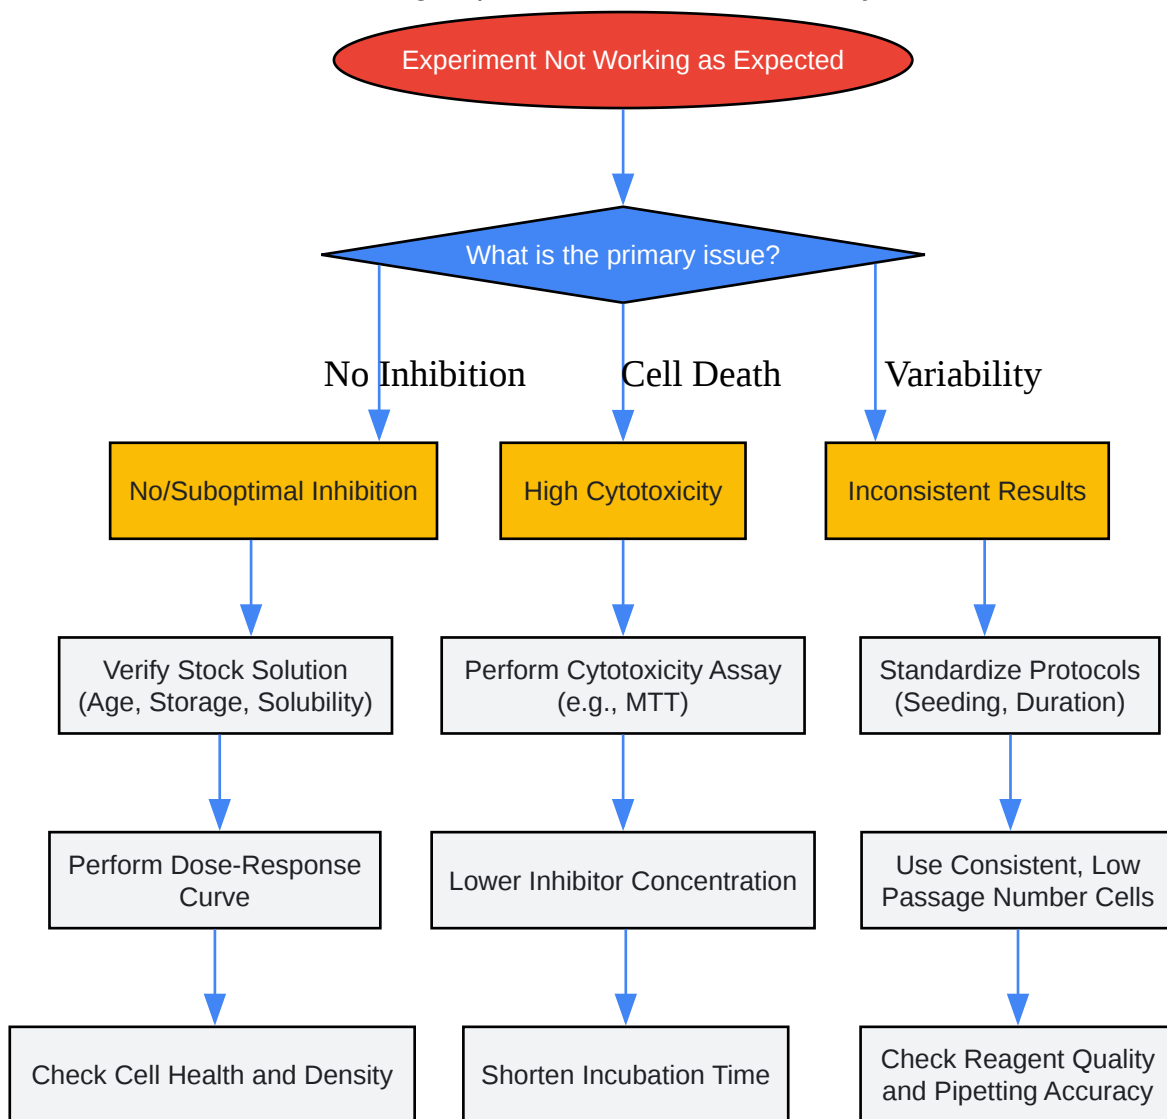 Experiment Not Working as Expected
What is the primary issue?
No Inhibition
Cell Death
Variability
No/Suboptimal Inhibition
High Cytotoxicity
Inconsistent Results
Verify Stock Solution
(Age, Storage, Solubility)
Perform Cytotoxicity Assay
(e.g., MTT)
Standardize Protocols
(Seeding, Duration)
Perform Dose-Response
Curve
Lower Inhibitor Concentration
Use Consistent, Low
Passage Number Cells
Check Cell Health and Density
Shorten Incubation Time
Check Reagent Quality
and Pipetting Accuracy